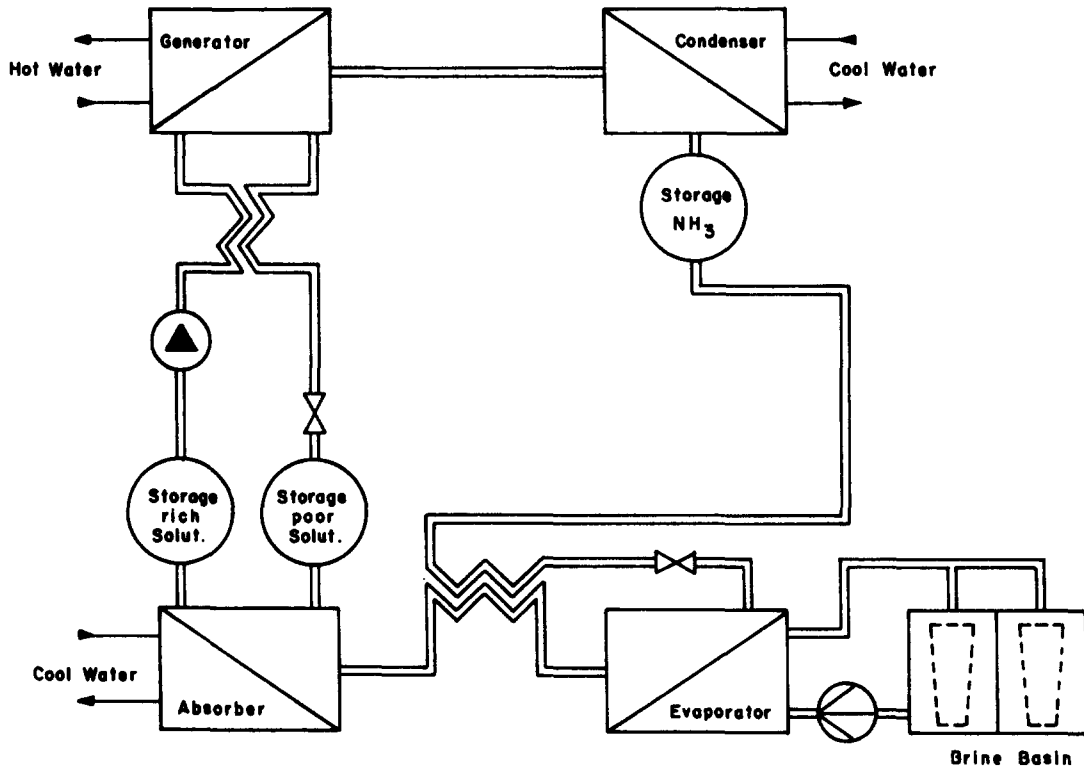 Generator
Condenser
Hot Water
Cool Water
Storage
NH3
Storage
rich
Solut.
Storage
poor
Solut.
Cool Water
Absorber
Evaporator
Brine Basin